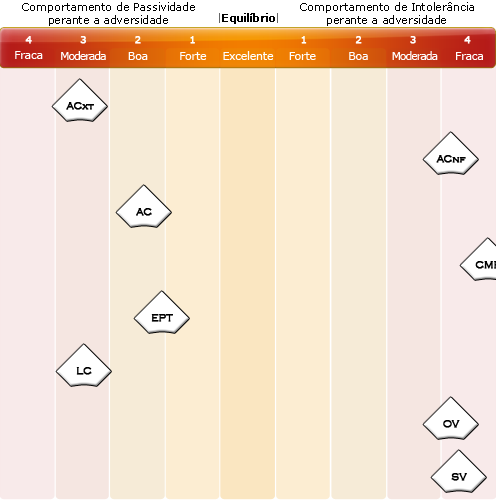 Comportamento de Passividade
perante a adversidade
|Equilíbrio|
Comportamento de Intolerância
perante a adversidade
4 3 2 1 1 2 3 4
Fraca Moderada Boa Forte Excelente Forte Boa Moderada Fraca
ACXT
ACNF
AC
CMF
EPT
LC
OV
SV